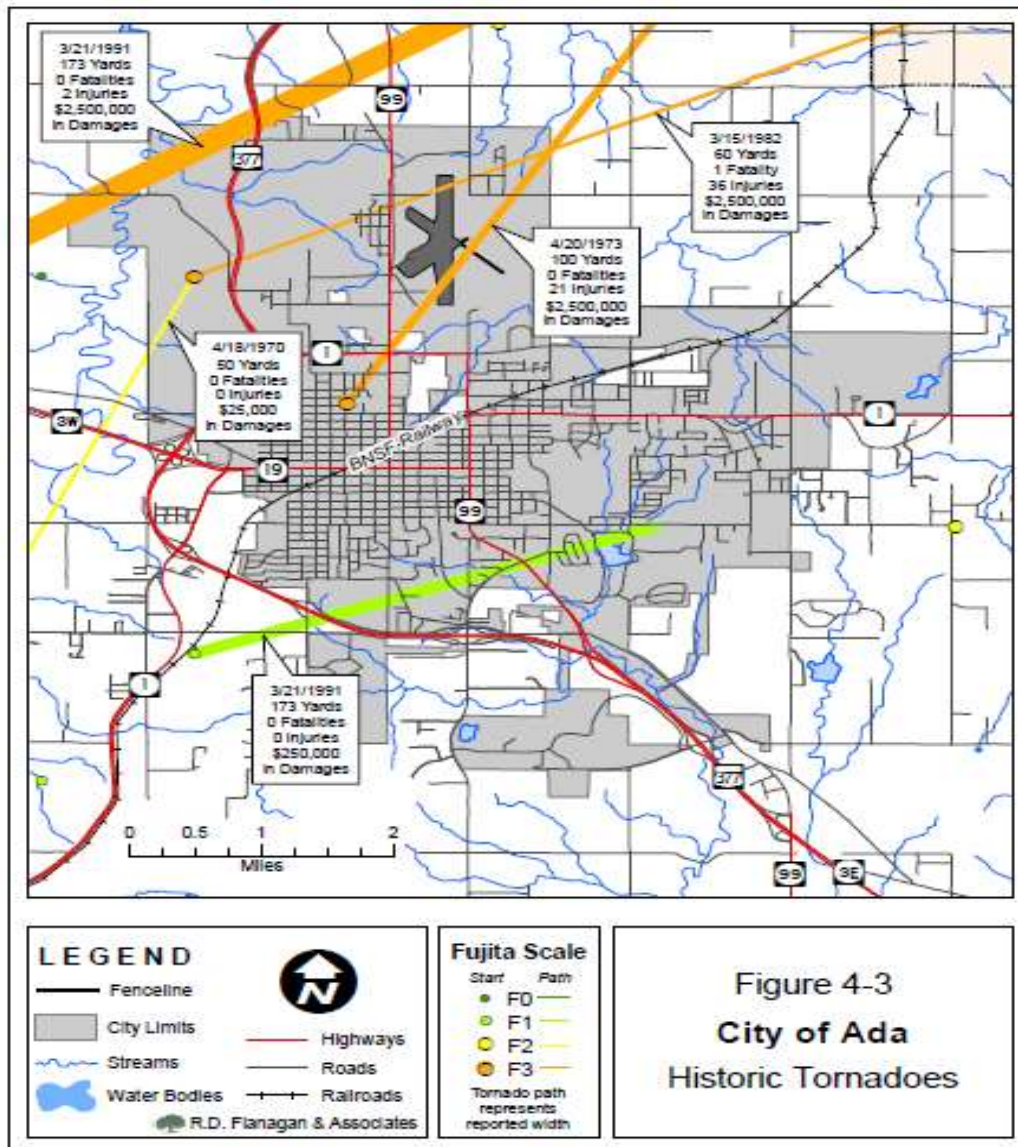 3/21/1991
173 Yards
0 Fatalities
2 Injuries
$2,500,000
in Damages
99
377
3/15/1982
60 Yards
1 Fatality
36 Injuries
$2,500,000
in Damages
4/20/1973
100 Yards
0 Fatalities
21 Injuries
$2,500,000
in Damages
4/18/1970
50 Yards
0 Fatalities
0 Injuries
$25,000
in Damages
1
3W
1
BNSF Railway
19
99
1
3/21/1991
173 Yards
0 Fatalities
0 Injuries
$250,000
in Damages
377
99
3E
0 0.5 1 2
Miles
LEGEND
Fenceline
City Limits
Streams
Water Bodies
N
Highways
Roads
Railroads
R.D. Flanagan & Associates
Fujita Scale
Start Path
F0
F1
F2
F3
Tornado path
represents
reported width
Figure 4-3
City of Ada
Historic Tornadoes